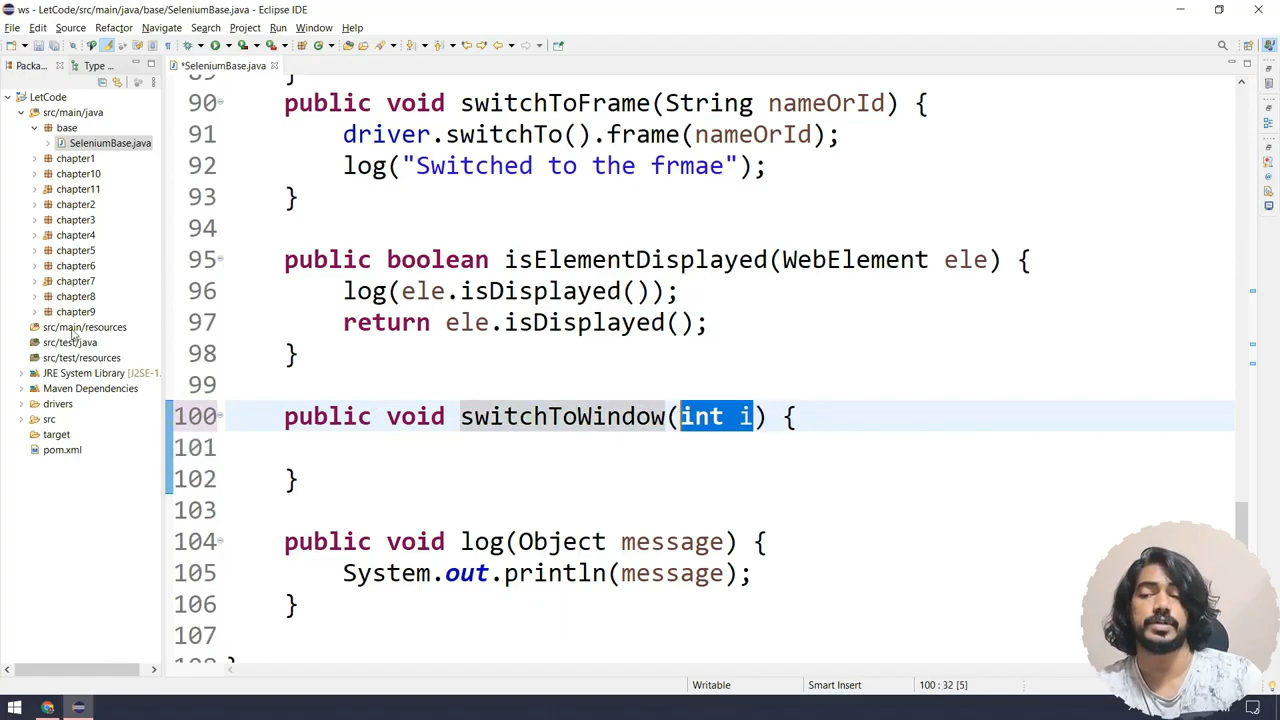 ws - LetCode/src/main/java/base/SeleniumBase.java - Eclipse IDE
File Edit Source Refactor Navigate Search Project Run Window Help
Packa... Type ...
*SeleniumBase.java
LetCode
src/main/java
base
SeleniumBase.java
chapter1
chapter10
chapter11
chapter2
chapter3
chapter4
chapter5
chapter6
chapter7
chapter8
chapter9
src/main/resources
src/test/java
src/test/resources
JRE System Library [J2SE-1.
Maven Dependencies
drivers
src
target
pom.xml
89 }
90 public void switchToFrame(String nameOrId) {
91 driver.switchTo().frame(nameOrId);
92 log("Switched to the frmae");
93 }
94
95 public boolean isElementDisplayed(WebElement ele) {
96 log(ele.isDisplayed());
97 return ele.isDisplayed();
98 }
99
100 public void switchToWindow(int i) {
101
102 }
103
104 public void log(Object message) {
105 System.out.println(message);
106 }
107
Writable Smart Insert 100 : 32 [5]